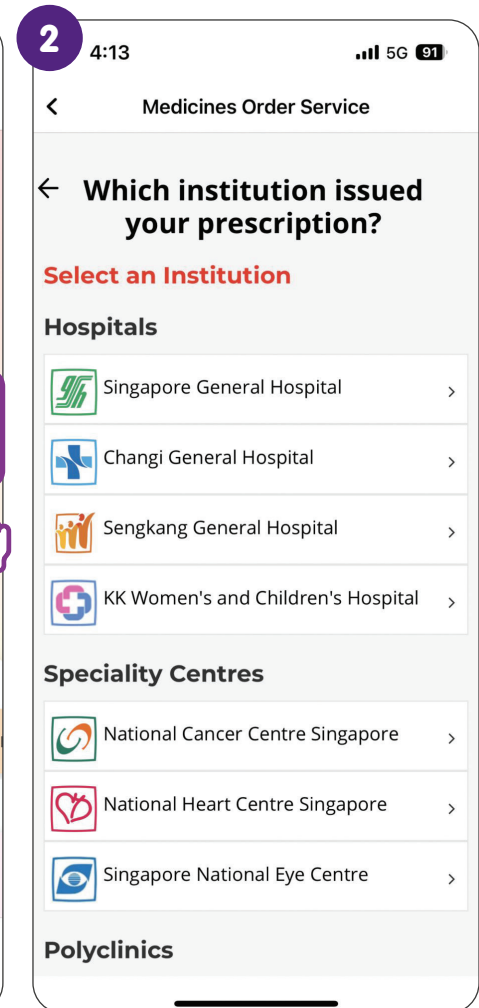 2
4:13
5G 91
Medicines Order Service
Which institution issued
your prescription?
Select an Institution
Hospitals
Singapore General Hospital
Changi General Hospital
Sengkang General Hospital
KK Women's and Children's Hospital
Speciality Centres
National Cancer Centre Singapore
National Heart Centre Singapore
Singapore National Eye Centre
Polyclinics